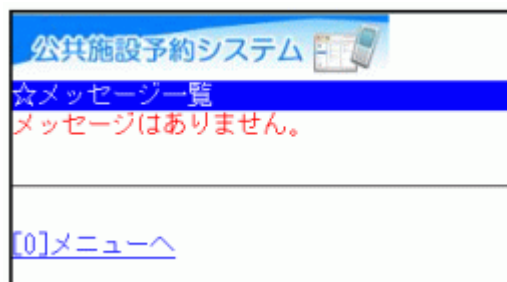 公共施設予約システム
☆メッセージ一覧
メッセージはありません。
[0]メニューへ